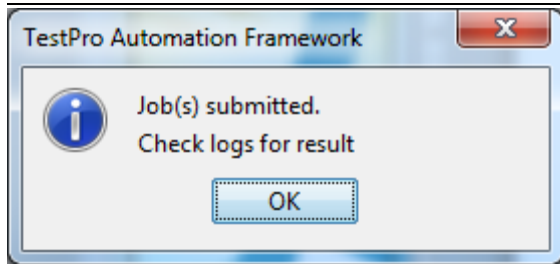 TestPro Automation Framework
Job(s) submitted.
Check logs for result
OK